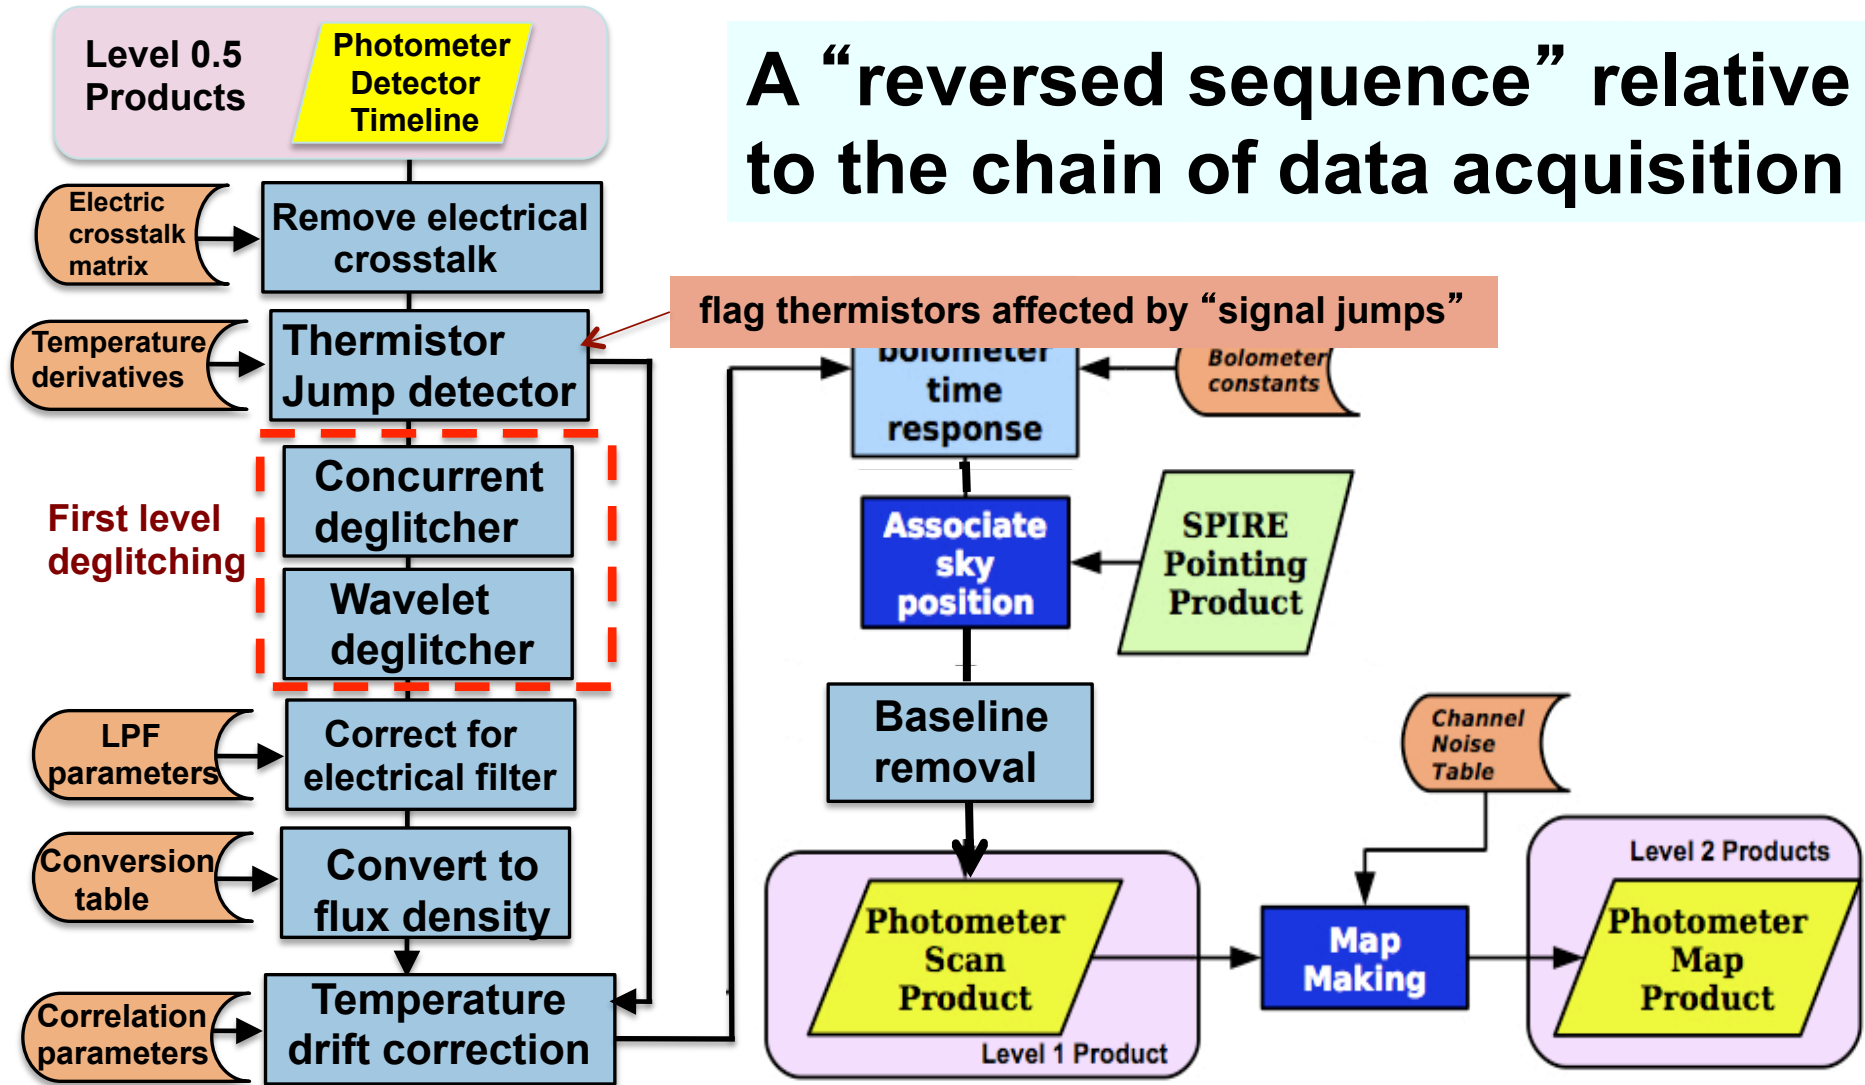 Level 0.5
Products
Photometer
Detector
Timeline
A “reversed sequence” relative
to the chain of data acquisition
Electric
crosstalk
matrix
Remove electrical
crosstalk
flag thermistors affected by “signal jumps”
Temperature
derivatives
Thermistor
Jump detector
First level
deglitching
Concurrent
deglitcher
Wavelet
deglitcher
LPF
parameters
Correct for
electrical filter
Conversion
table
Convert to
flux density
Correlation
parameters
Temperature
drift correction
bolometer
time
response
Bolometer
constants
Associate
sky
position
SPIRE
Pointing
Product
Baseline
removal
Channel
Noise
Table
Photometer
Scan
Product
Level 1 Product
Map
Making
Level 2 Products
Photometer
Map
Product